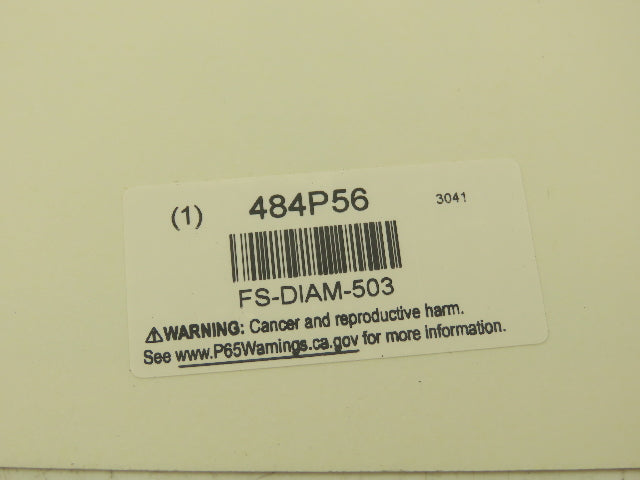 (1) 484P56 3041
FS-DIAM-503
⚠WARNING: Cancer and reproductive harm.
See www.P65Warnings.ca.gov for more information.